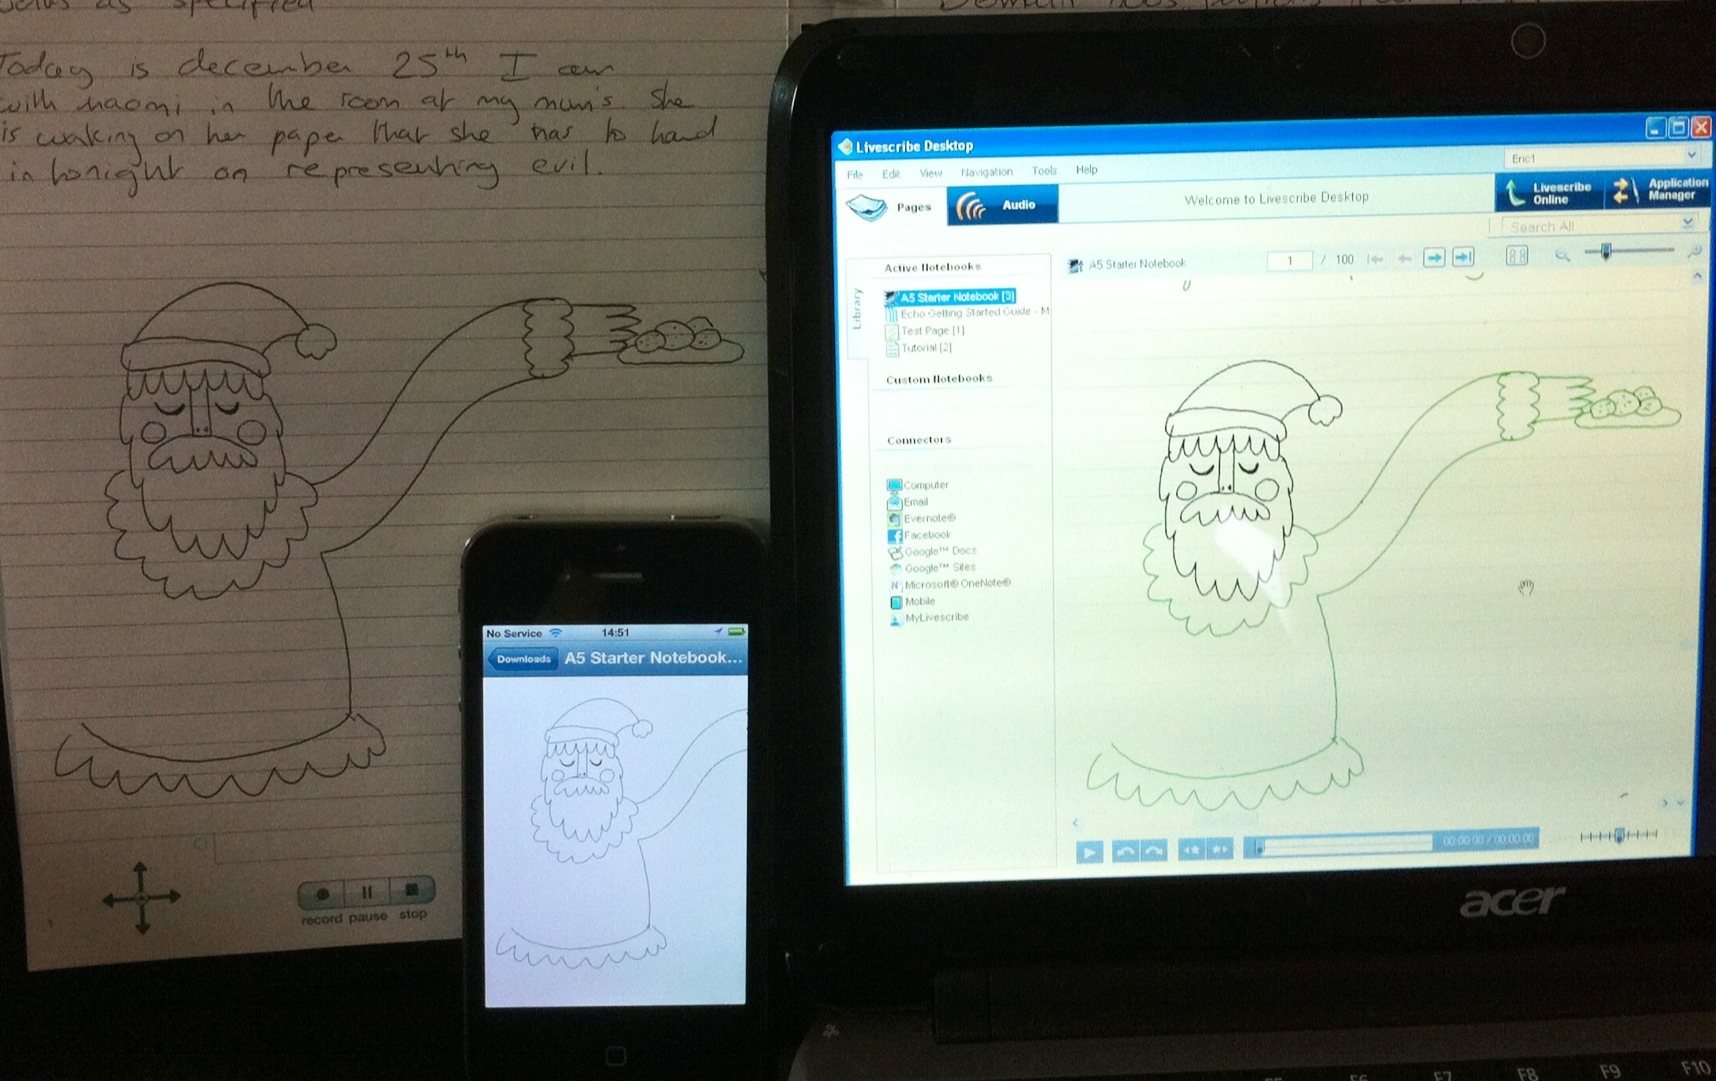 as specified
Today is december 25th I am
with naomi in the room at my mum's. She
is working on her paper that she has to hand
in tonight on representing evil.
record pause stop
1
No Service 14:51
Downloads A5 Starter Notebook...
Livescribe Desktop
Eric1
File Edit View Navigation Tools Help
Pages Audio Welcome to Livescribe Desktop Livescribe Online Application Manager
Search All
Library
Active Notebooks
A5 Starter Notebook 1 / 100
A5 Starter Notebook [3]
Echo Getting Started Guide - M
Test Page [1]
Tutorial [2]
Custom Notebooks
Connectors
Computer
Email
Evernote®
Facebook
Google™ Docs
Google™ Sites
Microsoft® OneNote®
Mobile
MyLivescribe
00:00:00 / 00:00:00
acer
F7 F8 F9 F10